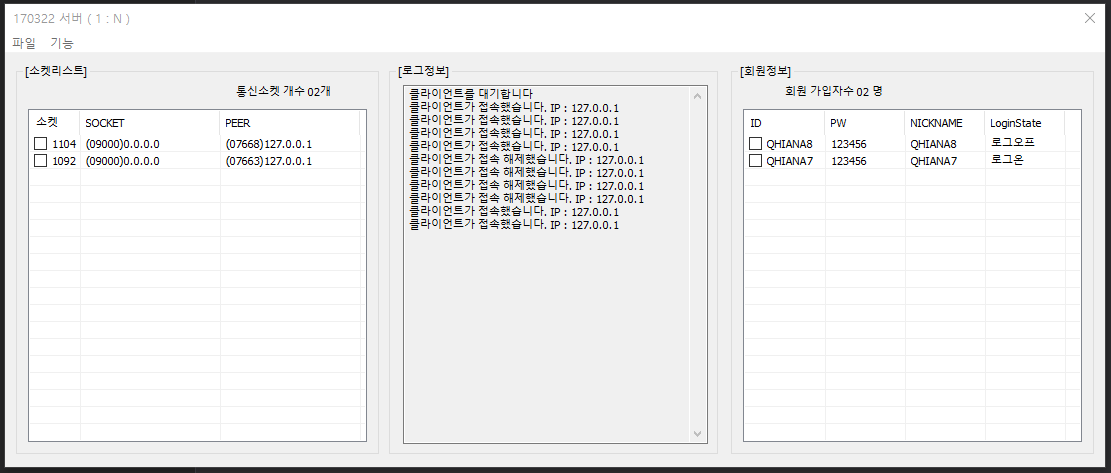 170322 서버 ( 1 : N )
파일 기능
[소켓리스트]
통신소켓 개수 02개
소켓 SOCKET PEER
1104 (09000)0.0.0.0 (07668)127.0.0.1
1092 (09000)0.0.0.0 (07663)127.0.0.1
[로그정보]
클라이언트를 대기합니다
클라이언트가 접속했습니다. IP : 127.0.0.1
클라이언트가 접속했습니다. IP : 127.0.0.1
클라이언트가 접속했습니다. IP : 127.0.0.1
클라이언트가 접속했습니다. IP : 127.0.0.1
클라이언트가 접속 해제했습니다. IP : 127.0.0.1
클라이언트가 접속 해제했습니다. IP : 127.0.0.1
클라이언트가 접속 해제했습니다. IP : 127.0.0.1
클라이언트가 접속 해제했습니다. IP : 127.0.0.1
클라이언트가 접속했습니다. IP : 127.0.0.1
클라이언트가 접속했습니다. IP : 127.0.0.1
[회원정보]
회원 가입자수 02 명
ID PW NICKNAME LoginState
QHIANA8 123456 QHIANA8 로그오프
QHIANA7 123456 QHIANA7 로그온